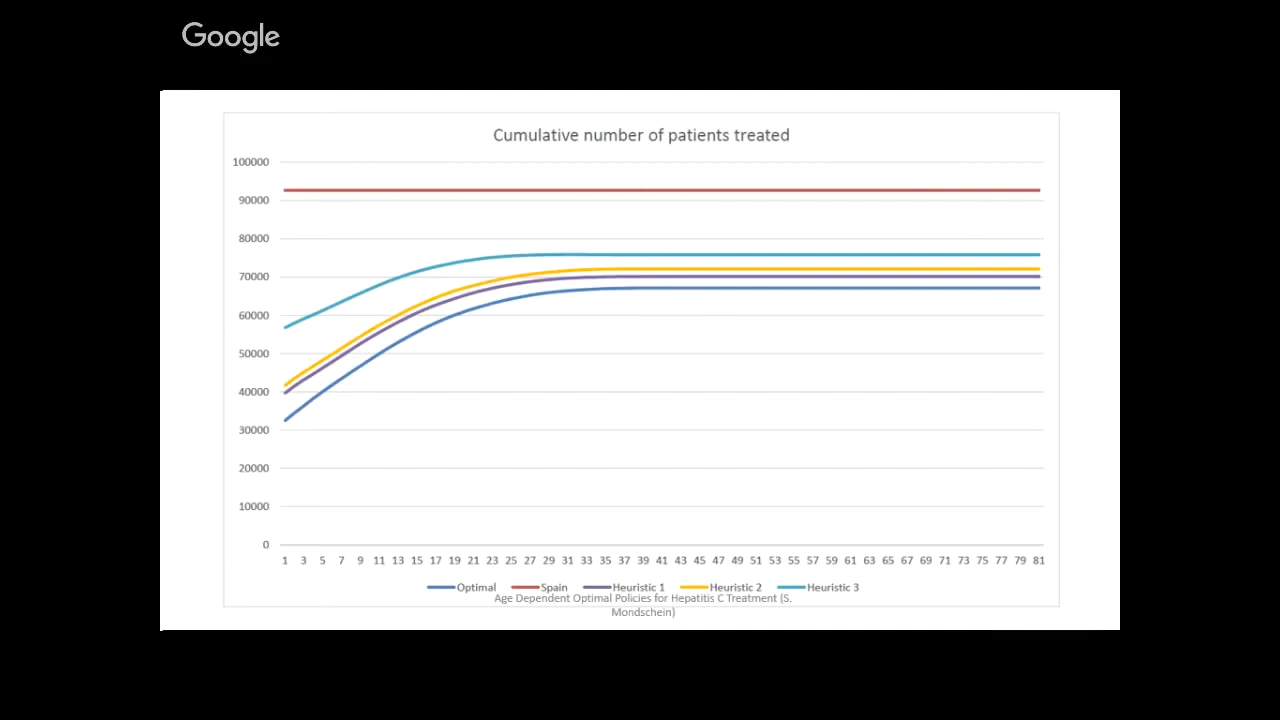 Google
Cumulative number of patients treated
100000
90000
80000
70000
60000
50000
40000
30000
20000
10000
0
1 3 5 7 9 11 13 15 17 19 21 23 25 27 29 31 33 35 37 39 41 43 45 47 49 51 53 55 57 59 61 63 65 67 69 71 73 75 77 79 81
Optimal Spain Heuristic 1 Heuristic 2 Heuristic 3
Age Dependent Optimal Policies for Hepatitis C Treatment (S.
Mondschein)